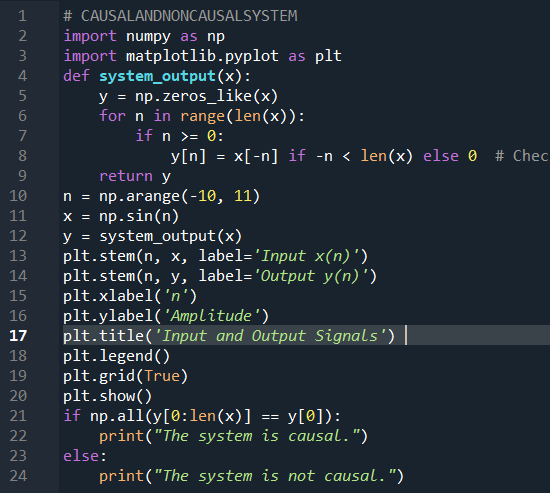 1 # CAUSALANDNONCAUSALSYSTEM
2 import numpy as np
3 import matplotlib.pyplot as plt
4 def system_output(x):
5     y = np.zeros_like(x)
6     for n in range(len(x)):
7         if n >= 0:
8             y[n] = x[-n] if -n < len(x) else 0  # Chec
9     return y
10 n = np.arange(-10, 11)
11 x = np.sin(n)
12 y = system_output(x)
13 plt.stem(n, x, label='Input x(n)')
14 plt.stem(n, y, label='Output y(n)')
15 plt.xlabel('n')
16 plt.ylabel('Amplitude')
17 plt.title('Input and Output Signals')
18 plt.legend()
19 plt.grid(True)
20 plt.show()
21 if np.all(y[0:len(x)] == y[0]):
22     print("The system is causal.")
23 else:
24     print("The system is not causal.")